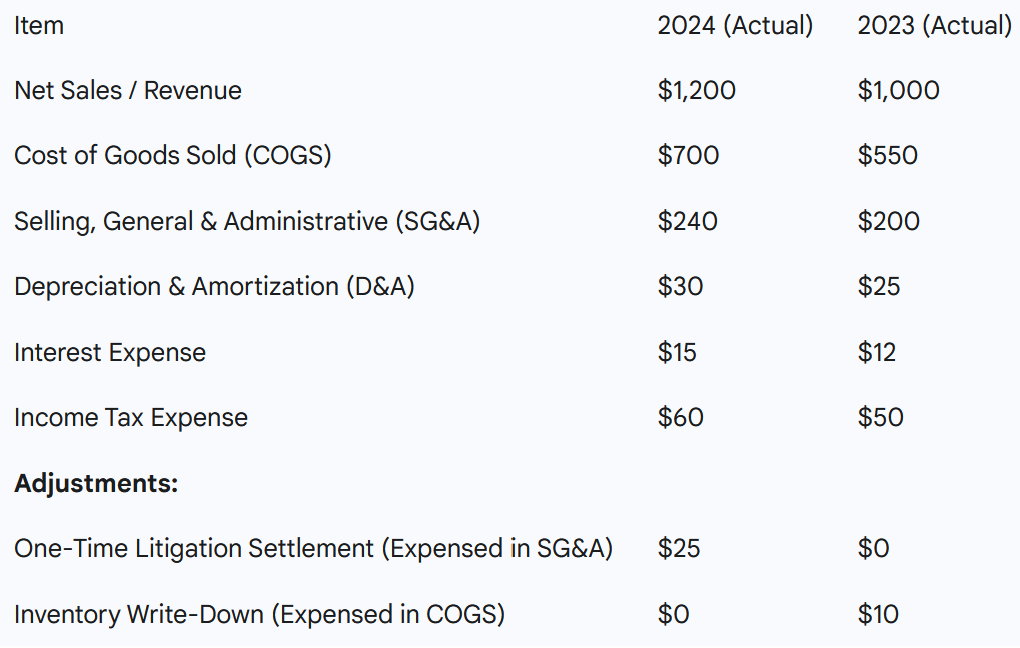 Item 2024 (Actual) 2023 (Actual)
Net Sales / Revenue $1,200 $1,000
Cost of Goods Sold (COGS) $700 $550
Selling, General & Administrative (SG&A) $240 $200
Depreciation & Amortization (D&A) $30 $25
Interest Expense $15 $12
Income Tax Expense $60 $50
Adjustments:
One-Time Litigation Settlement (Expensed in SG&A) $25 $0
Inventory Write-Down (Expensed in COGS) $0 $10